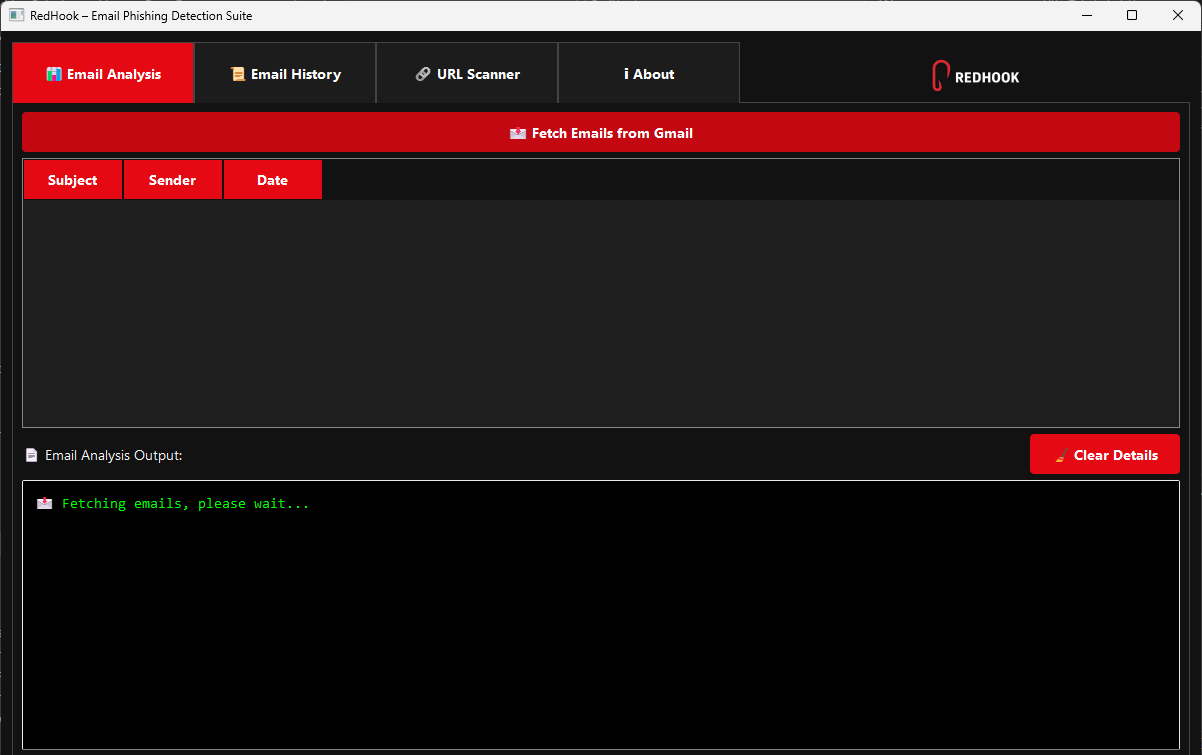 RedHook – Email Phishing Detection Suite
📊 Email Analysis
📜 Email History
🔗 URL Scanner
ℹ About
REDHOOK
📩 Fetch Emails from Gmail
Subject
Sender
Date
📄 Email Analysis Output:
🧹 Clear Details
📩 Fetching emails, please wait...